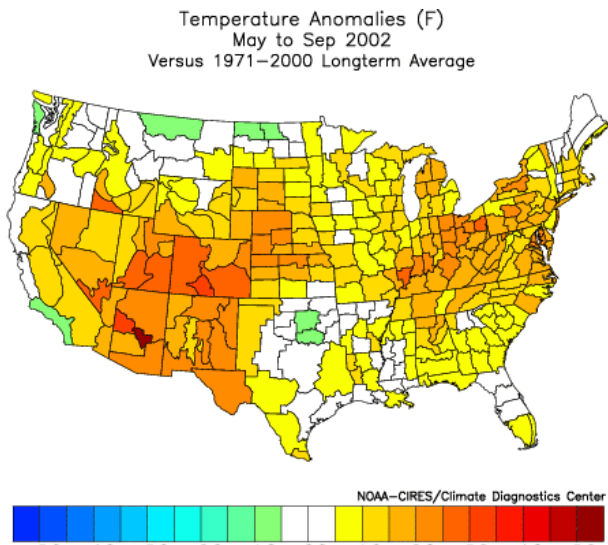 Temperature Anomalies (F)
May to Sep 2002
Versus 1971-2000 Longterm Average
NOAA-CIRES/Climate Diagnostics Center